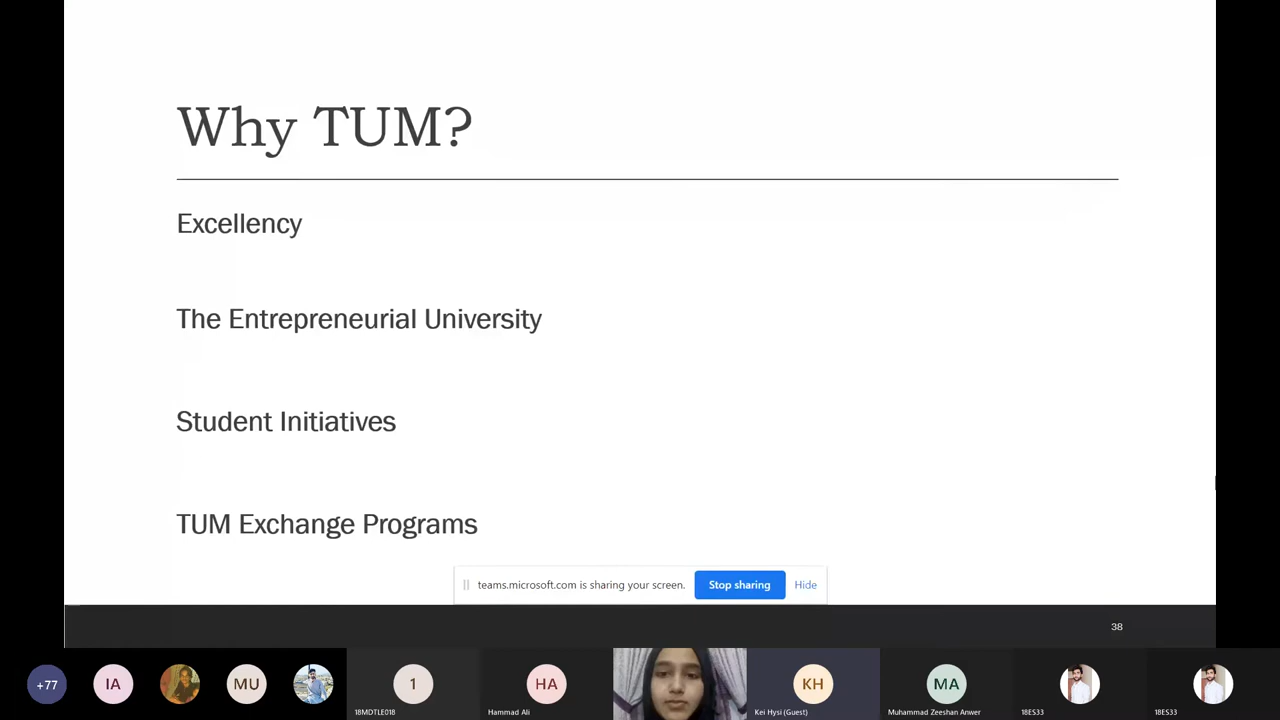 Why TUM?
Excellency
The Entrepreneurial University
Student Initiatives
TUM Exchange Programs
teams.microsoft.com is sharing your screen. Stop sharing Hide
38
+77 IA MU 1 HA KH MA
18MDTLE018 Hammad Ali Kei Hysi (Guest) Muhammad Zeeshan Anwer 18ES33 18ES33